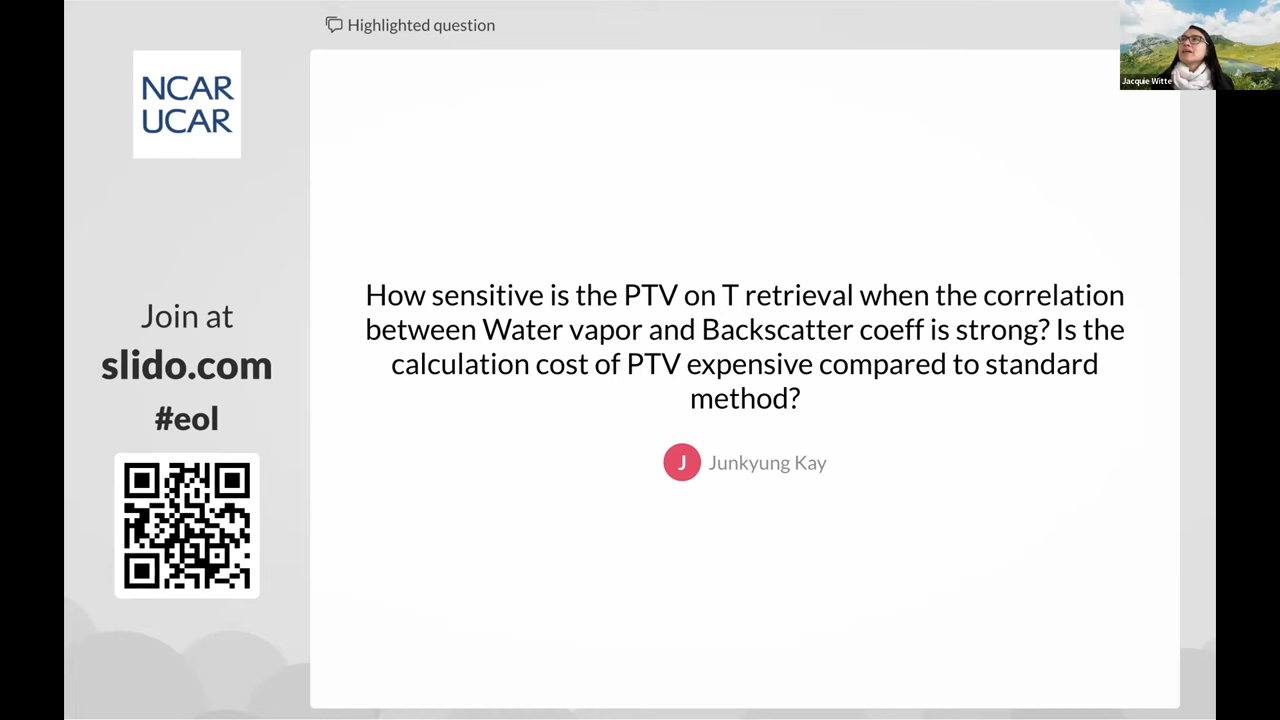 Highlighted question
Jacquie Witte
NCAR
UCAR
Join at
slido.com
#eol
How sensitive is the PTV on T retrieval when the correlation
between Water vapor and Backscatter coeff is strong? Is the
calculation cost of PTV expensive compared to standard
method?
J
Junkyung Kay